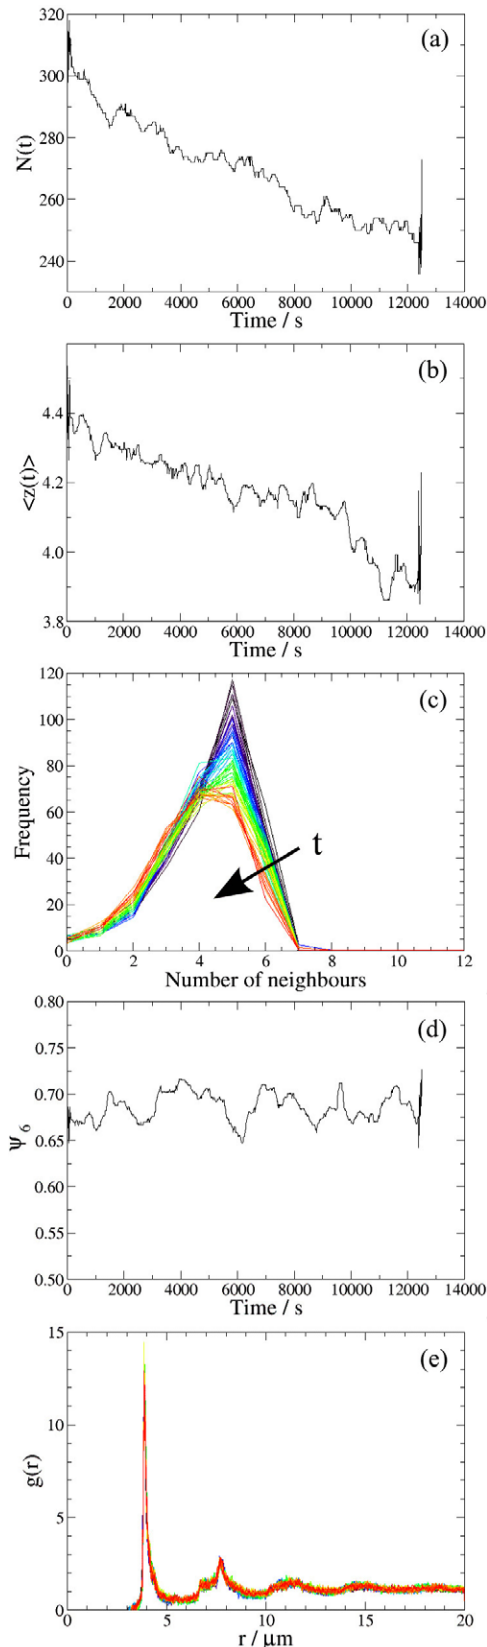 (a)
320
300
280
260
240
N(t)
0 2000 4000 6000 8000 10000 12000 14000
Time / s
(b)
4.4
4.2
4.0
3.8
<z(t)>
0 2000 4000 6000 8000 10000 12000 14000
Time / s
(c)
120
100
80
60
40
20
0
Frequency
t
0 2 4 6 8 10 12
Number of neighbours
(d)
0.80
0.75
0.70
0.65
0.60
0.55
0.50
Ψ6
0 2000 4000 6000 8000 10000 12000 14000
Time / s
(e)
15
10
5
0
g(r)
5 10 15 20
r / μm